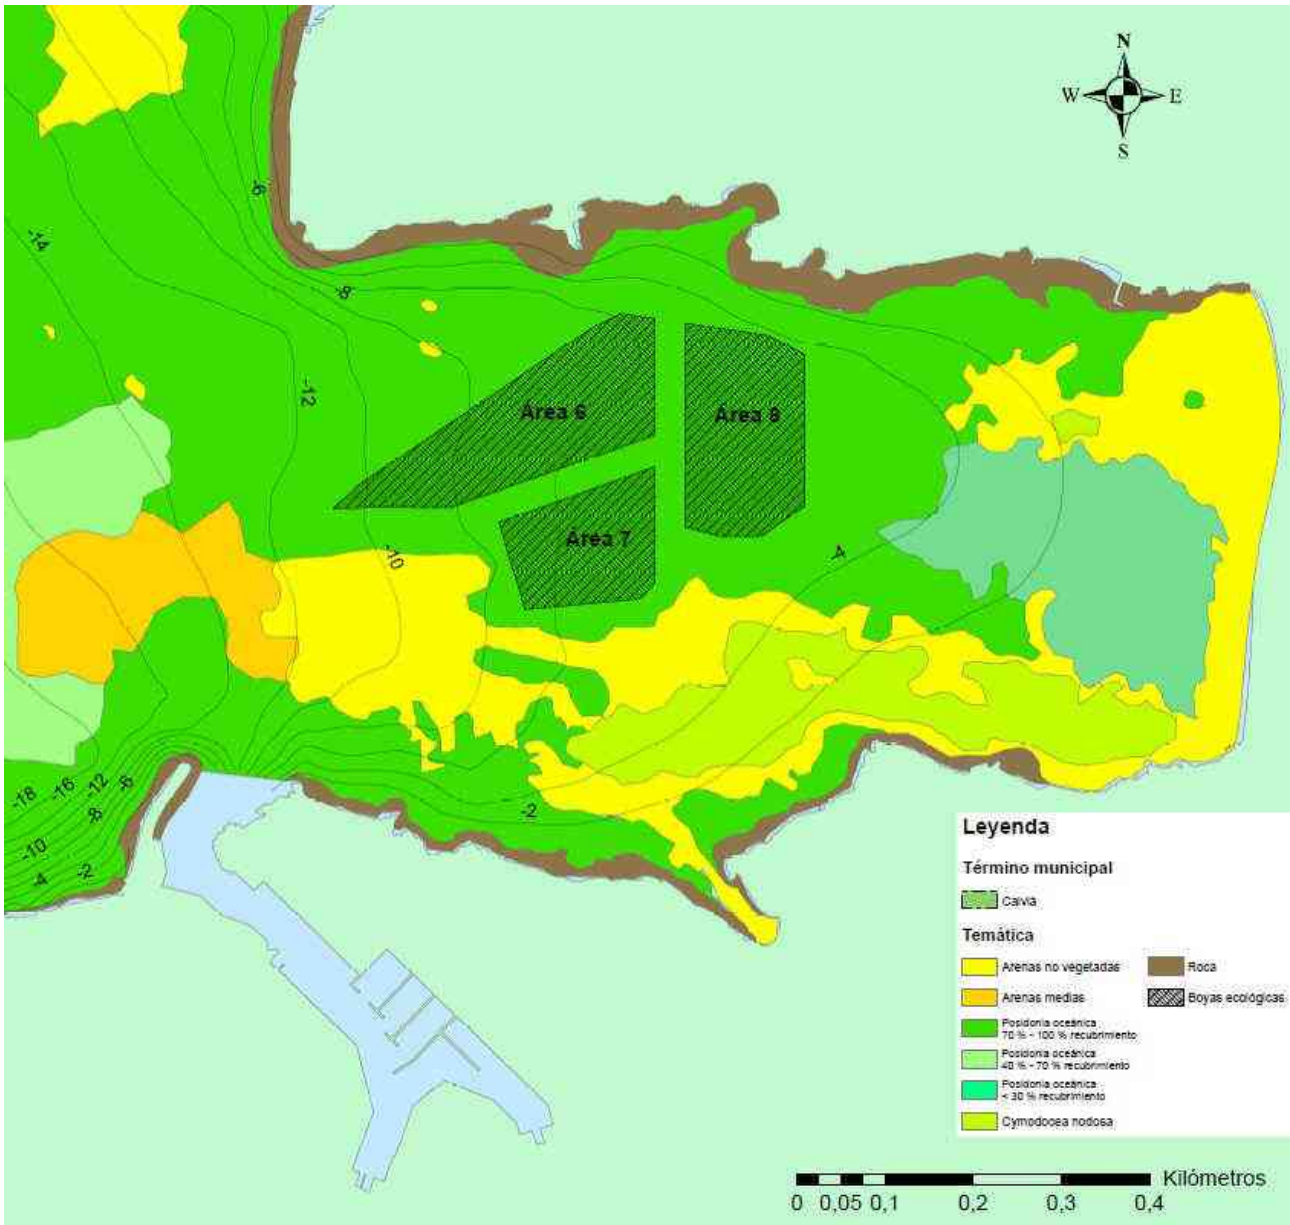 N
W E
S
-6
-14
-8
-12
Área 6
Área 8
Área 7
-10
-4
-2
-18
-16
-12
-6
-8
-10
-4
-2
Leyenda
Término municipal
Calvià
Temática
Arenas no vegetadas
Roca
Arenas medias
Boyas ecológicas
Posidonia oceánica
70 % - 100 % recubrimiento
Posidonia oceánica
40 % - 70 % recubrimiento
Posidonia oceánica
< 30 % recubrimiento
Cymodocea nodosa
Kilómetros
0 0,05 0,1 0,2 0,3 0,4